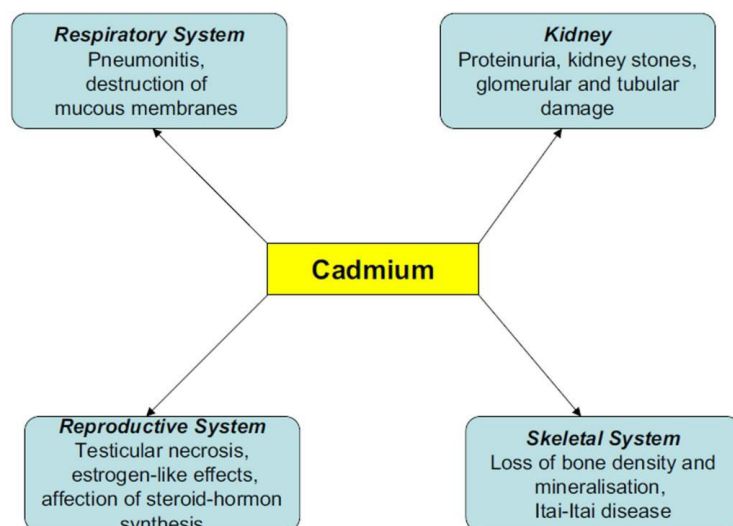 Respiratory System
Pneumonitis,
destruction of
mucous membranes
Kidney
Proteinuria, kidney stones,
glomerular and tubular
damage
Cadmium
Reproductive System
Testicular necrosis,
estrogen-like effects,
affection of steroid-hormon
synthesis
Skeletal System
Loss of bone density and
mineralisation,
Itai-Itai disease